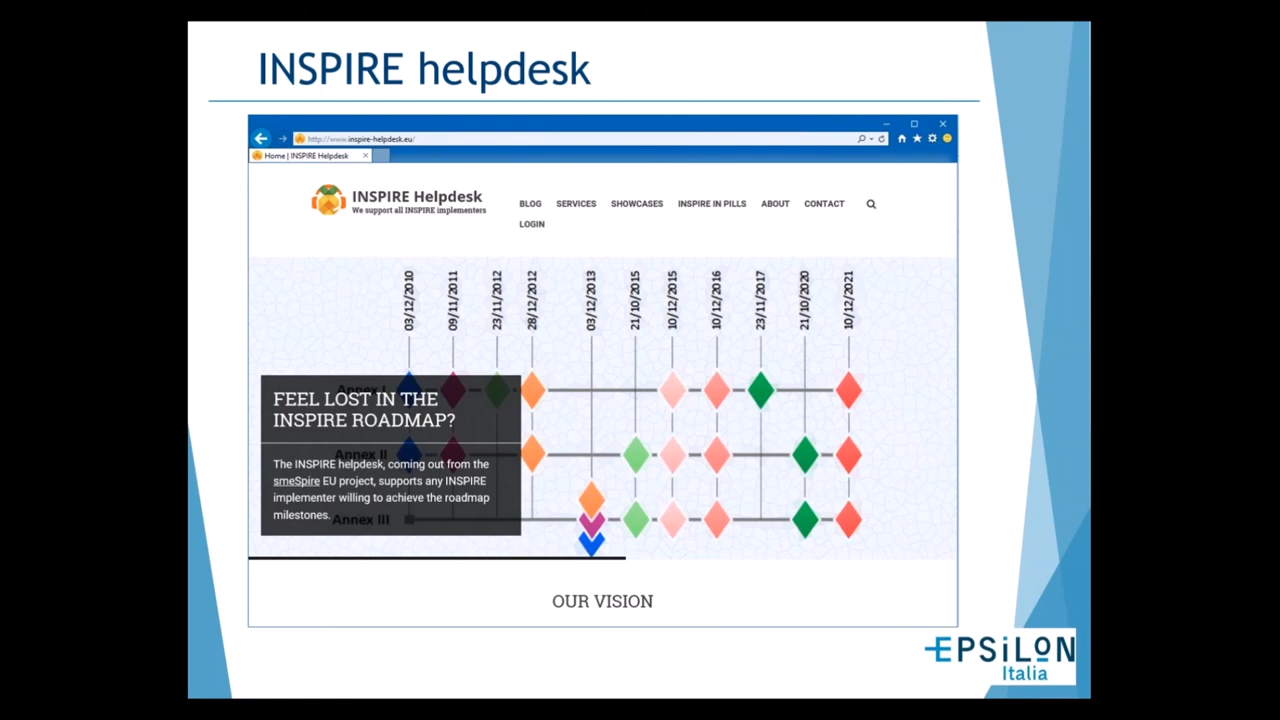 INSPIRE helpdesk
http://www.inspire-helpdesk.eu/
Home | INSPIRE Helpdesk
INSPIRE Helpdesk
We support all INSPIRE implementers
BLOG SERVICES SHOWCASES INSPIRE IN PILLS ABOUT CONTACT
LOGIN
03/12/2010 09/11/2011 23/11/2012 28/12/2012 03/12/2013 21/10/2015 10/12/2015 10/12/2016 23/11/2017 21/10/2020 10/12/2021
Annex I
FEEL LOST IN THE
INSPIRE ROADMAP?
Annex II
The INSPIRE helpdesk, coming out from the
smeSpire EU project, supports any INSPIRE
implementer willing to achieve the roadmap
milestones.
Annex III
OUR VISION
EPSiLON
Italia